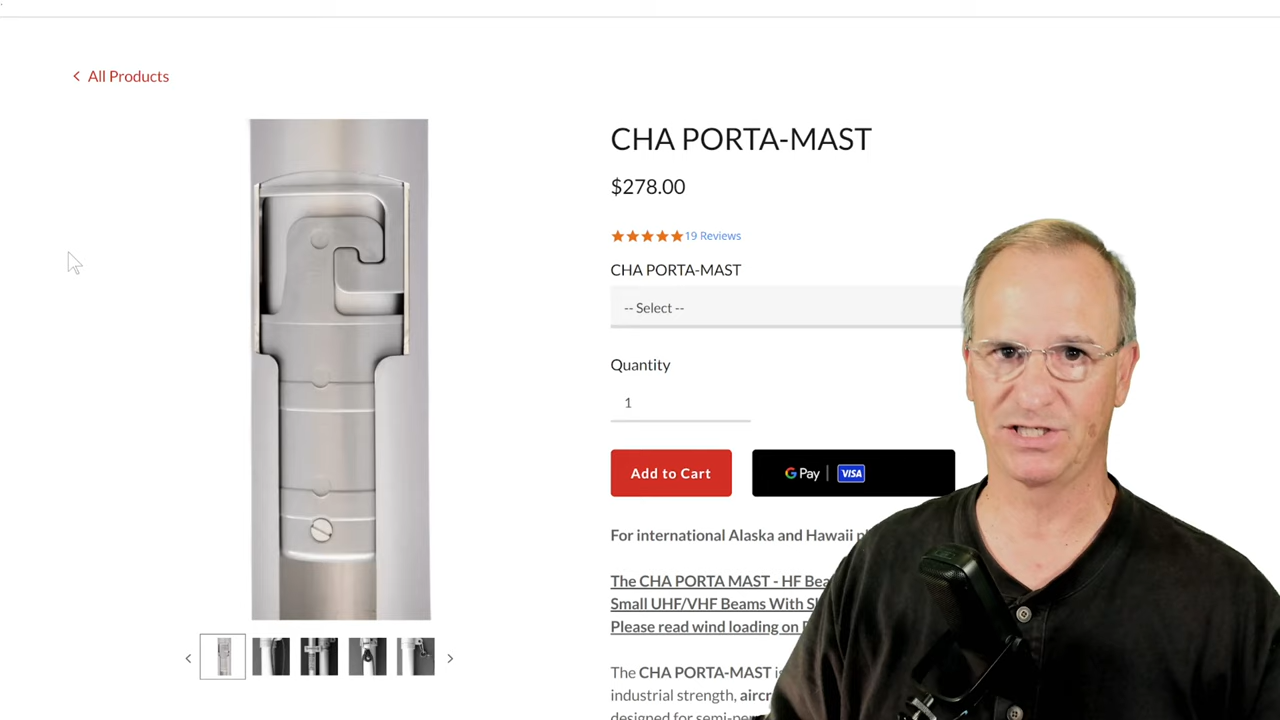 All Products
CHA PORTA-MAST
$278.00
19 Reviews
CHA PORTA-MAST
-- Select --
Quantity
1
Add to Cart
G Pay | VISA
For international Alaska and Hawaii
The CHA PORTA MAST - HF
Small UHF/VHF Beams With
Please read wind loading on
The CHA PORTA-MAST
industrial strength,
designed for